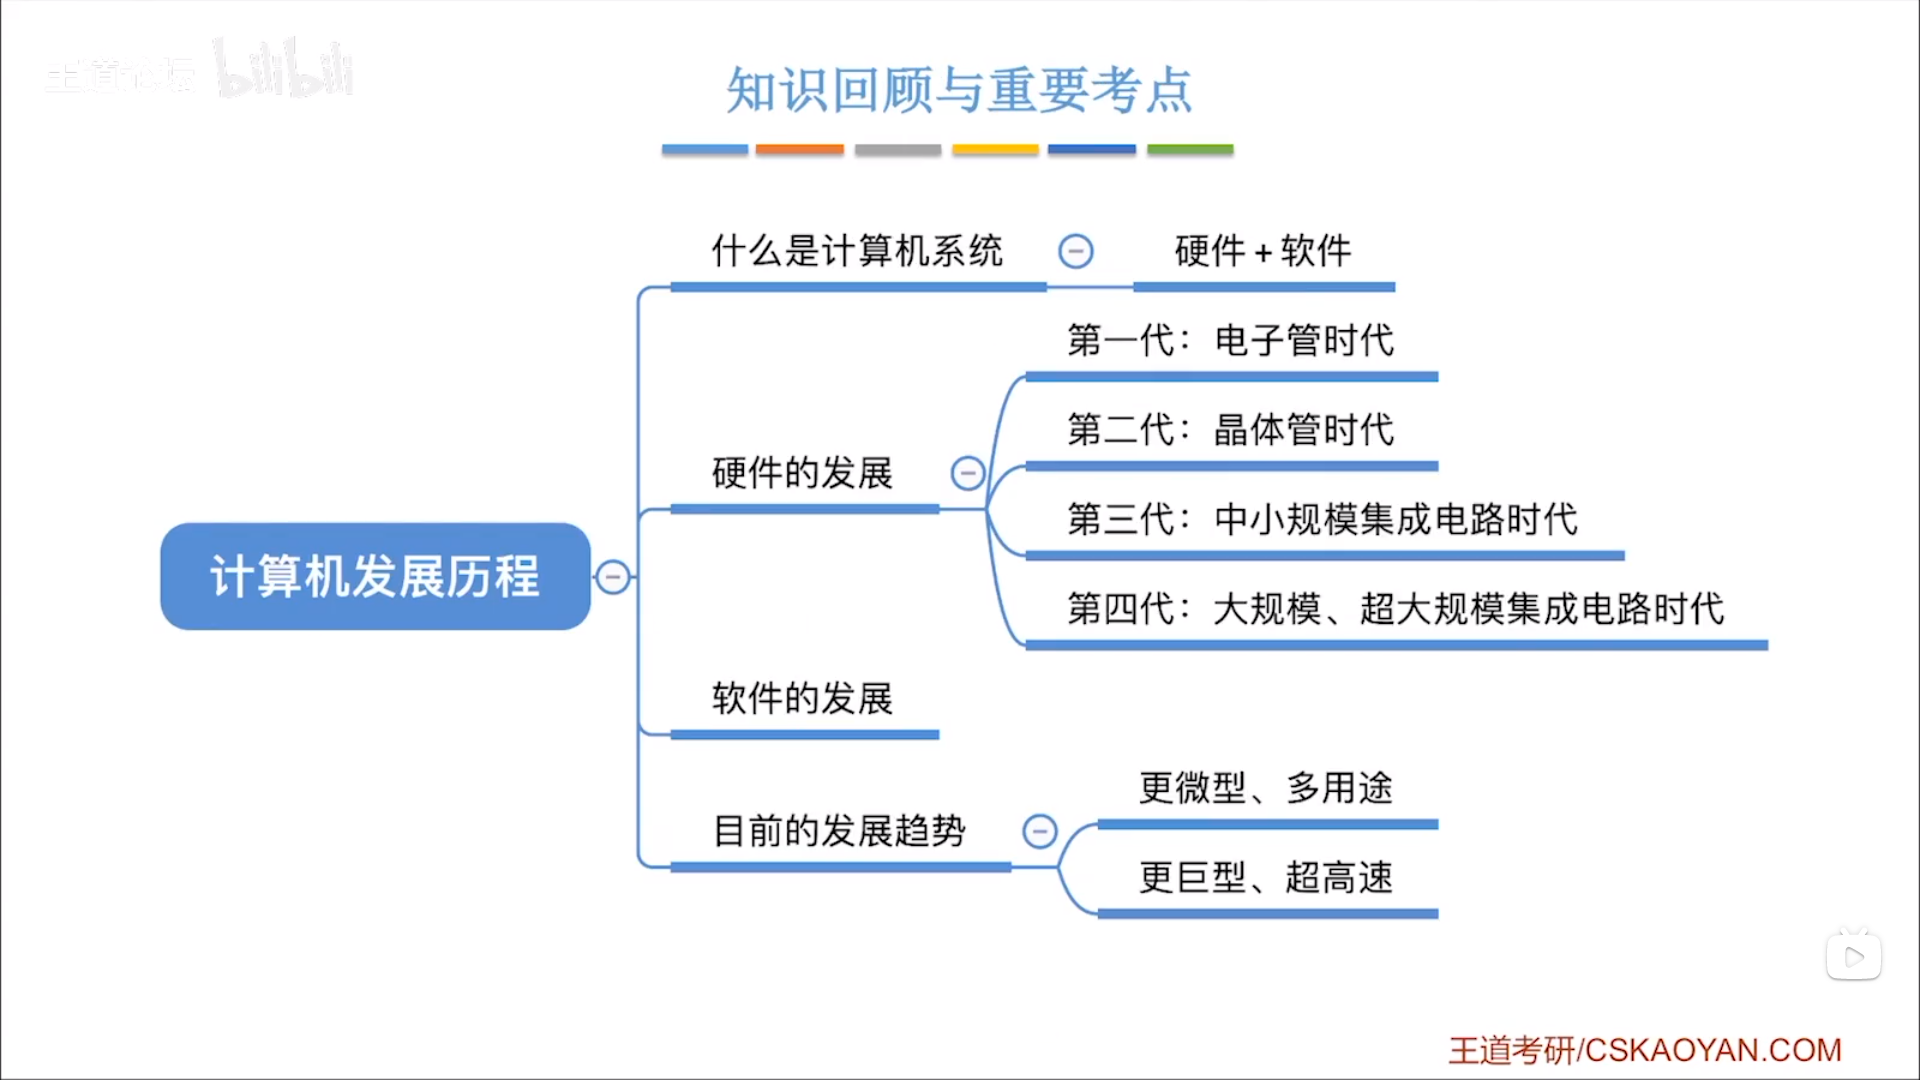 王道论坛 bilibili
知识回顾与重要考点
什么是计算机系统
硬件+软件
硬件的发展
第一代：电子管时代
第二代：晶体管时代
第三代：中小规模集成电路时代
第四代：大规模、超大规模集成电路时代
计算机发展历程
软件的发展
目前的发展趋势
更微型、多用途
更巨型、超高速
王道考研/CSKAOYAN.COM